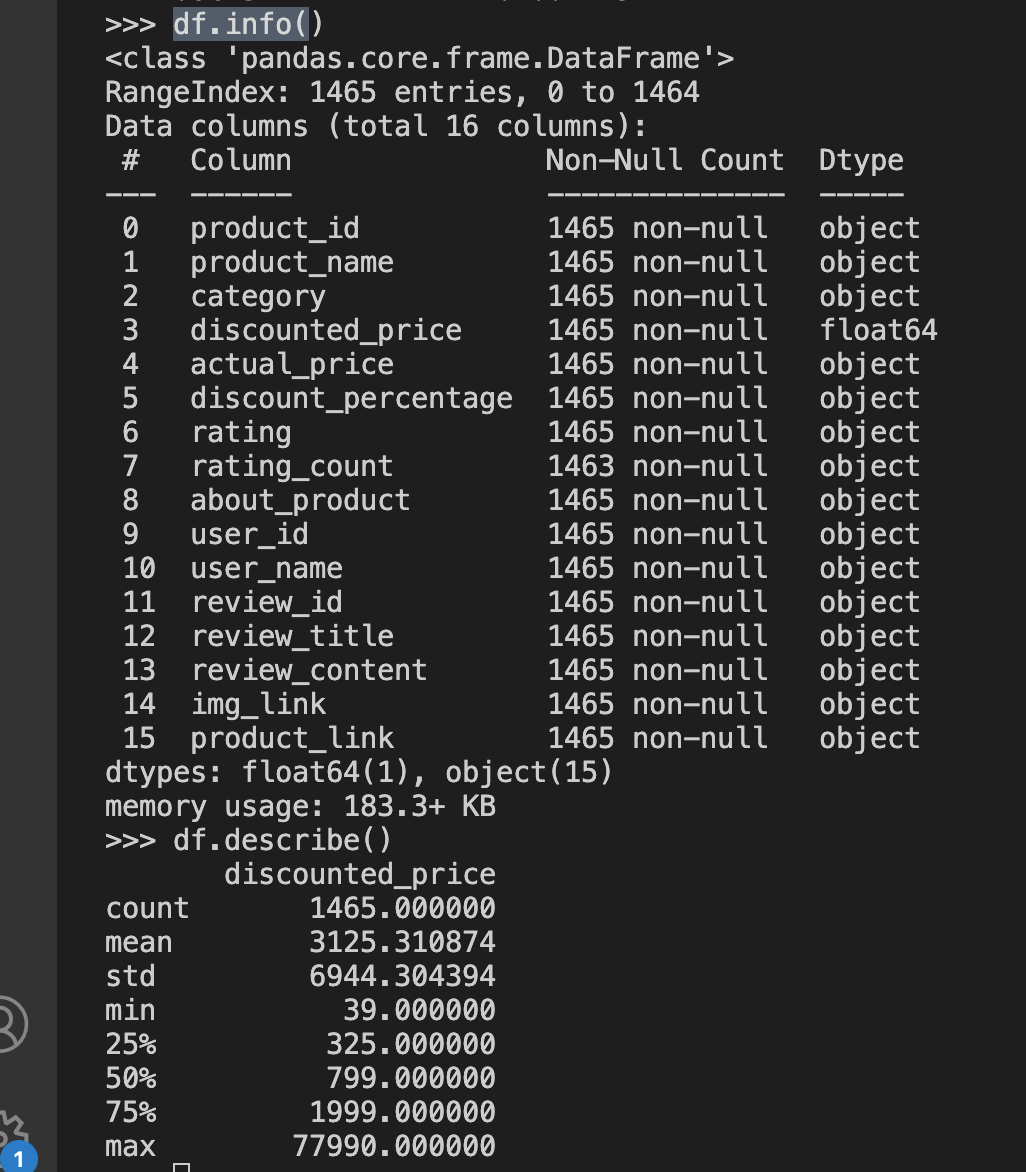 >>> df.info()
<class 'pandas.core.frame.DataFrame'>
RangeIndex: 1465 entries, 0 to 1464
Data columns (total 16 columns):
 #   Column               Non-Null Count  Dtype
---  ------               --------------  -----
 0   product_id           1465 non-null   object
 1   product_name         1465 non-null   object
 2   category             1465 non-null   object
 3   discounted_price     1465 non-null   float64
 4   actual_price         1465 non-null   object
 5   discount_percentage  1465 non-null   object
 6   rating               1465 non-null   object
 7   rating_count         1463 non-null   object
 8   about_product        1465 non-null   object
 9   user_id              1465 non-null   object
 10  user_name            1465 non-null   object
 11  review_id            1465 non-null   object
 12  review_title         1465 non-null   object
 13  review_content       1465 non-null   object
 14  img_link             1465 non-null   object
 15  product_link         1465 non-null   object
dtypes: float64(1), object(15)
memory usage: 183.3+ KB
>>> df.describe()
       discounted_price
count       1465.000000
mean        3125.310874
std         6944.304394
min           39.000000
25%          325.000000
50%          799.000000
75%         1999.000000
max        77990.000000
1